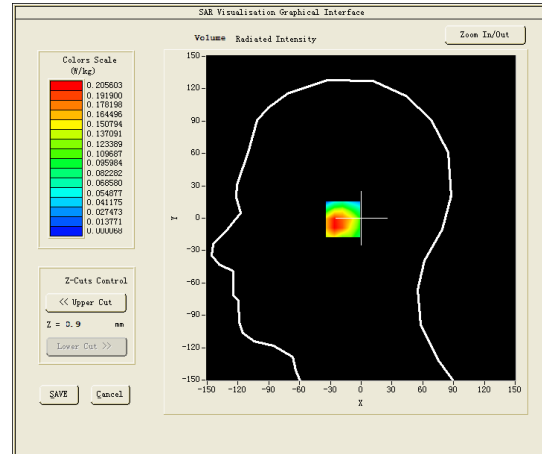 SAR Visualisation Graphical Interface
Volume Radiated Intensity
Zoom In/Out
Colors Scale
(W/kg)
0.205603
0.191900
0.178198
0.164496
0.150794
0.137091
0.123389
0.109687
0.095984
0.082282
0.068580
0.054877
0.041175
0.027473
0.013771
0.000068
Z-Cuts Control
<< Upper Cut
Z = 0.9 mm
Lower Cut >>
SAVE Cancel
150
120
90
60
30
0
-30
-60
-90
-120
-150
Y
-150 -120 -90 -60 -30 0 30 60 90 120 150
X